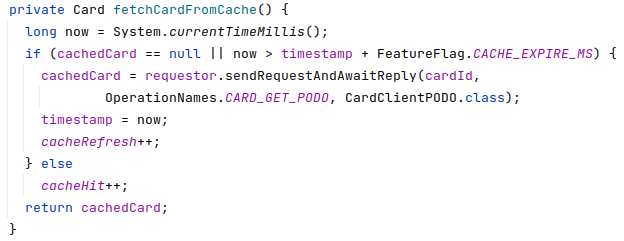 private Card fetchCardFromCache() {
long now = System.currentTimeMillis();
if (cachedCard == null || now > timestamp + FeatureFlag.CACHE_EXPIRE_MS) {
cachedCard = requestor.sendRequestAndAwaitReply(cardId,
OperationNames.CARD_GET_PODO, CardClientPODO.class);
timestamp = now;
cacheRefresh++;
} else
cacheHit++;
return cachedCard;
}